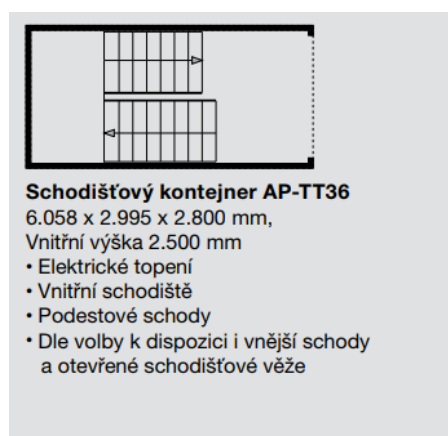 Schodišťový kontejner AP-TT36
6.058 x 2.995 x 2.800 mm,
Vnitřní výška 2.500 mm
• Elektrické topení
• Vnitřní schodiště
• Podestové schody
• Dle volby k dispozici i vnější schody
a otevřené schodišťové věže